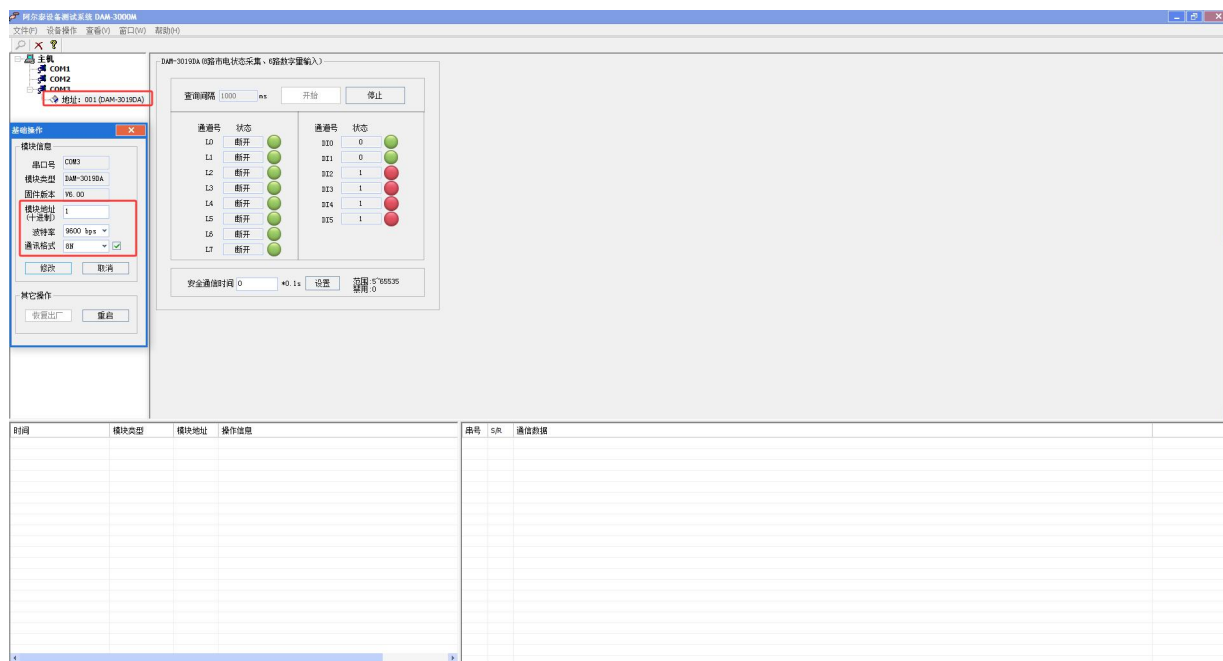 阿尔泰设备测试系统 DAM-3000M
文件(F) 设备操作 查看(V) 窗口(W) 帮助(H)
主机
COM1
COM2
COM3
地址：001(DAM-3019DA)
基础操作
模块信息
串口号 COM3
模块类型 DAM-3019DA
固件版本 V6.00
模块地址 1
(十进制)
波特率 9600 bps
通讯格式 8N
修改 取消
其它操作
恢复出厂 重启
DAM-3019DA(8路市电状态采集、6路数字量输入)
查询间隔 1000 ms 开始 停止
通道号 状态
L0 断开
L1 断开
L2 断开
L3 断开
L4 断开
L5 断开
L6 断开
L7 断开
通道号 状态
DI0 0
DI1 0
DI2 1
DI3 1
DI4 1
DI5 1
安全通信时间 0 *0.1s 设置 范围:5~65535
禁用:0
时间 模块类型 模块地址 操作信息
串号 S/R 通信数据